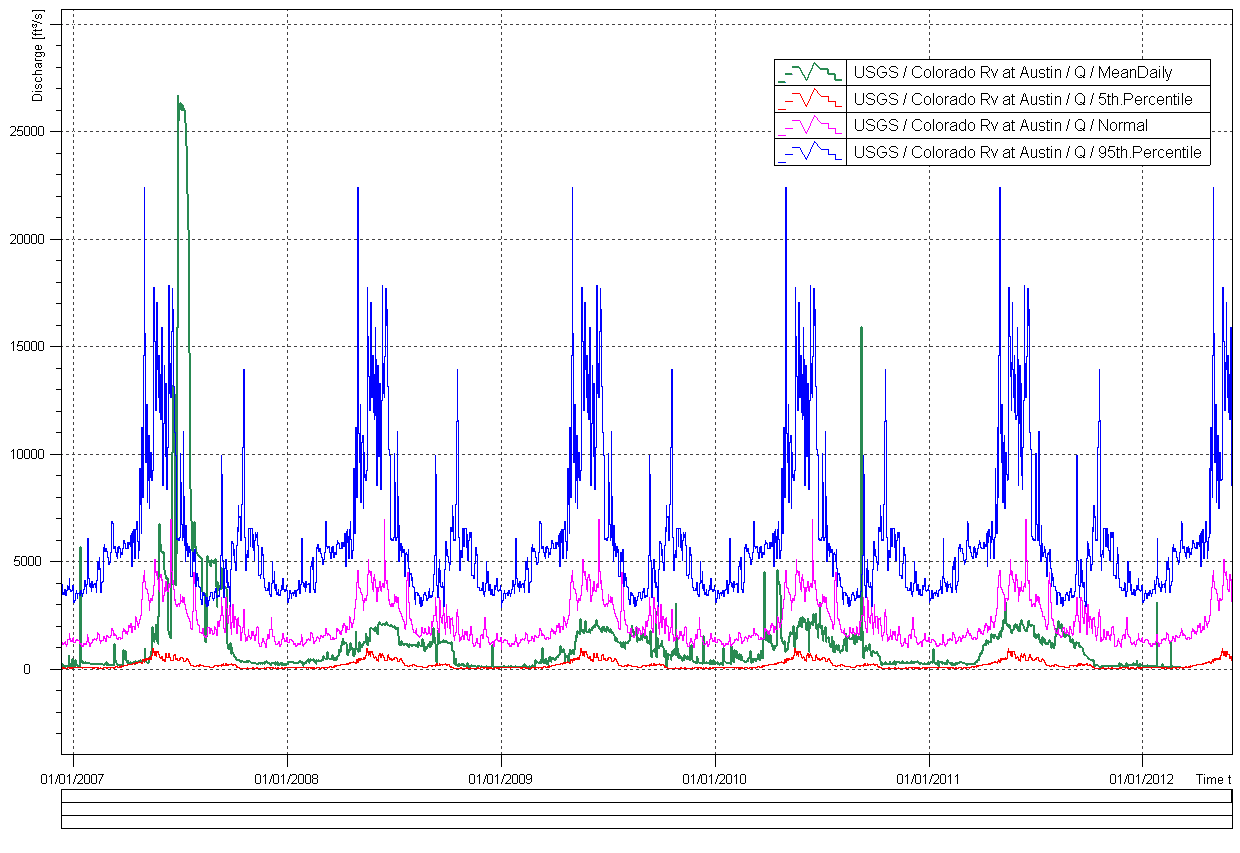 Discharge [ft³/s]
USGS / Colorado Rv at Austin / Q / MeanDaily
USGS / Colorado Rv at Austin / Q / 5th.Percentile
USGS / Colorado Rv at Austin / Q / Normal
USGS / Colorado Rv at Austin / Q / 95th.Percentile
25000
20000
15000
10000
5000
0
01/01/2007 01/01/2008 01/01/2009 01/01/2010 01/01/2011 01/01/2012 Time t